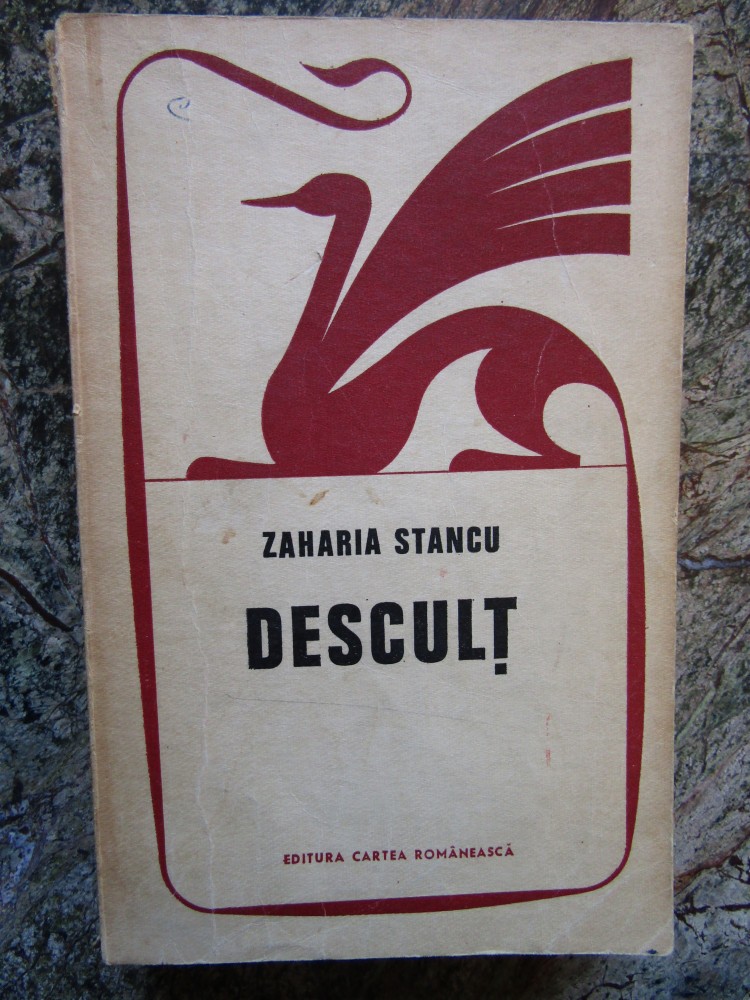 ZAHARIA STANCU
DESCULȚ
EDITURA CARTEA ROMÂNEASCĂ